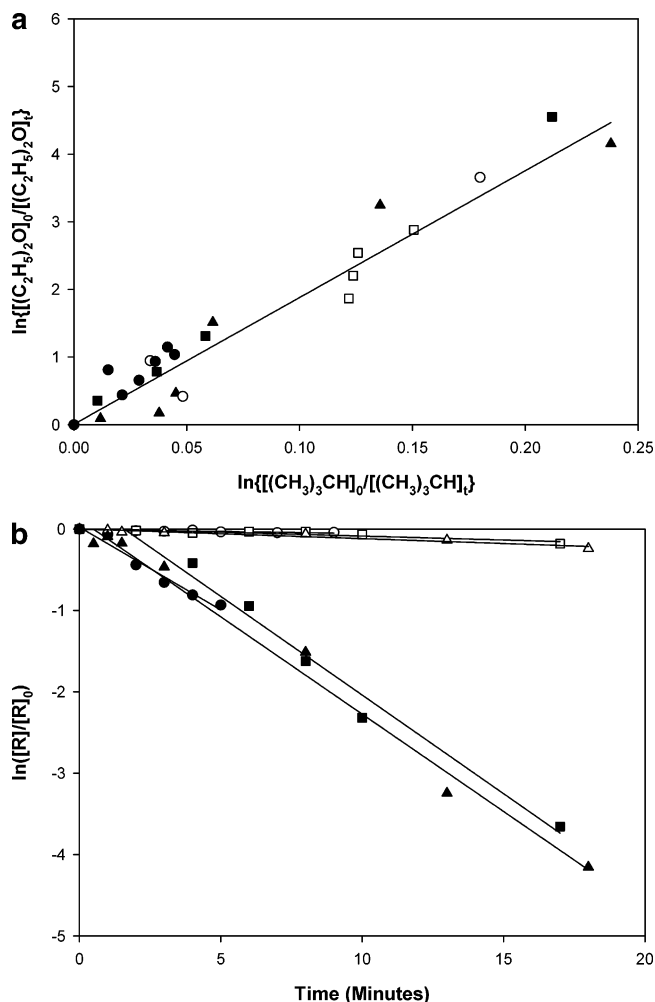 a
6
5
4
3
2
1
0
ln{[(C₂H₅)₂O]₀/[(C₂H₅)₂O]ₜ}
0.00 0.05 0.10 0.15 0.20 0.25
ln{[(CH₃)₃CH]₀/[(CH₃)₃CH]ₜ}
b
0
-1
-2
-3
-4
-5
ln([R]/[R]₀)
0 5 10 15 20
Time (Minutes)